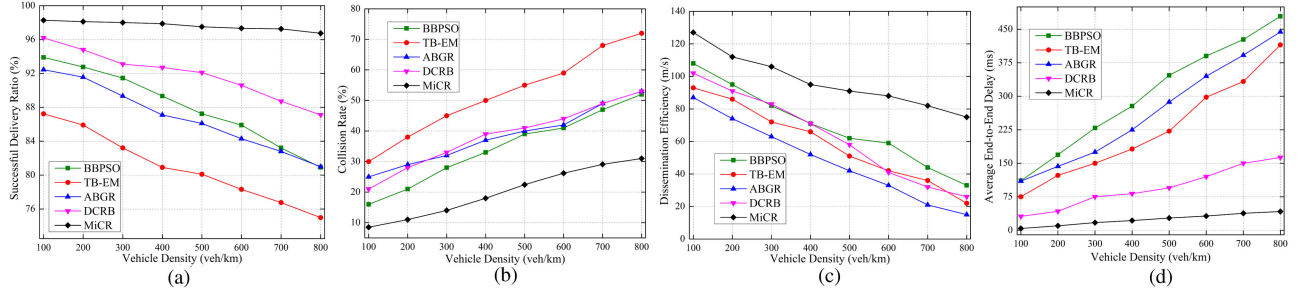 100
96
92
88
84
80
76
Successful Delivery Ratio (%)
BBPSO
TB-EM
ABGR
DCRB
MiCR
100 200 300 400 500 600 700 800
Vehicle Density (veh/km)
(a)
80
70
60
50
40
30
20
10
Collision Rate (%)
BBPSO
TB-EM
ABGR
DCRB
MiCR
100 200 300 400 500 600 700 800
Vehicle Density (veh/km)
(b)
140
120
100
80
60
40
20
0
Dissemination Efficiency (m/s)
BBPSO
TB-EM
ABGR
DCRB
MiCR
100 200 300 400 500 600 700 800
Vehicle Density (veh/km)
(c)
450
375
300
225
150
75
0
Average End-to-End Delay (ms)
BBPSO
TB-EM
ABGR
DCRB
MiCR
100 200 300 400 500 600 700 800
Vehicle Density (veh/km)
(d)